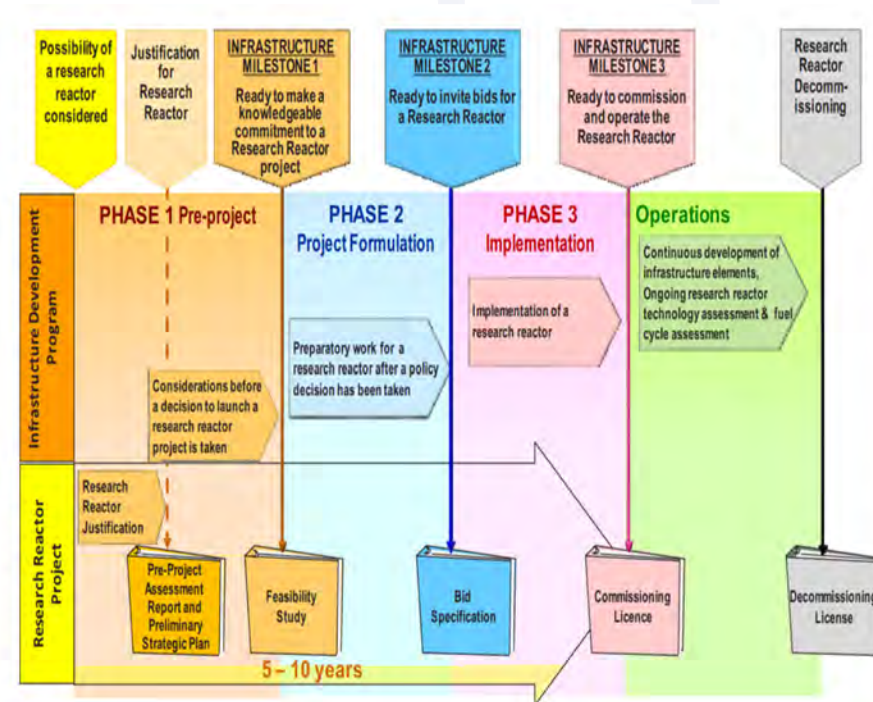 Possibility of
a research
reactor
considered
Justification
for
Research
Reactor
INFRASTRUCTURE
MILESTONE 1
Ready to make a
knowledgeable
commitment to a
Research Reactor
project
INFRASTRUCTURE
MILESTONE 2
Ready to invite bids for
a Research Reactor
INFRASTRUCTURE
MILESTONE 3
Ready to commission
and operate the
Research Reactor
Research
Reactor
Decomm-
issioning
Infrastructure Development
Program
PHASE 1 Pre-project
PHASE 2
Project Formulation
PHASE 3
Implementation
Operations
Considerations before
a decision to launch a
research reactor
project is taken
Preparatory work for a
research reactor after a policy
decision has been taken
Implementation of a
research reactor
Continuous development of
infrastructure elements,
Ongoing research reactor
technology assessment & fuel
cycle assessment
Research Reactor
Project
Research
Reactor
Justification
Pre-Project
Assessment
Report and
Preliminary
Strategic Plan
Feasibility
Study
Bid
Specification
Commissioning
Licence
Decommissioning
License
5 – 10 years